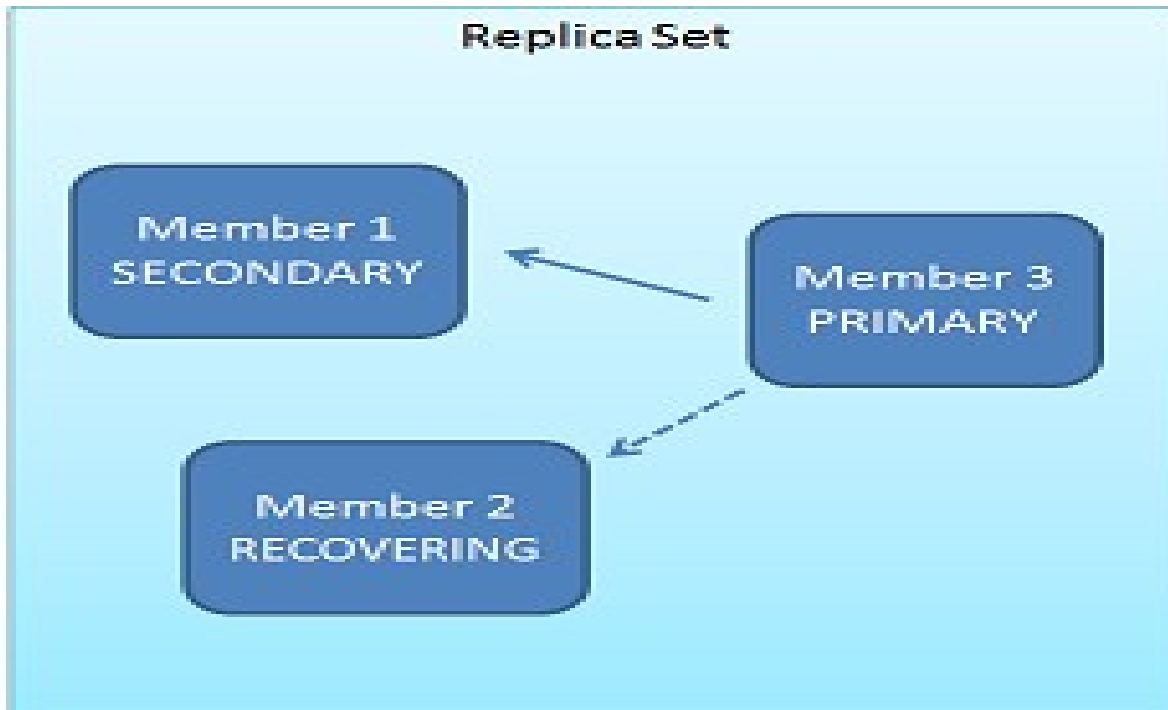 Replica Set
Member 1
SECONDARY
Member 3
PRIMARY
Member 2
RECOVERING